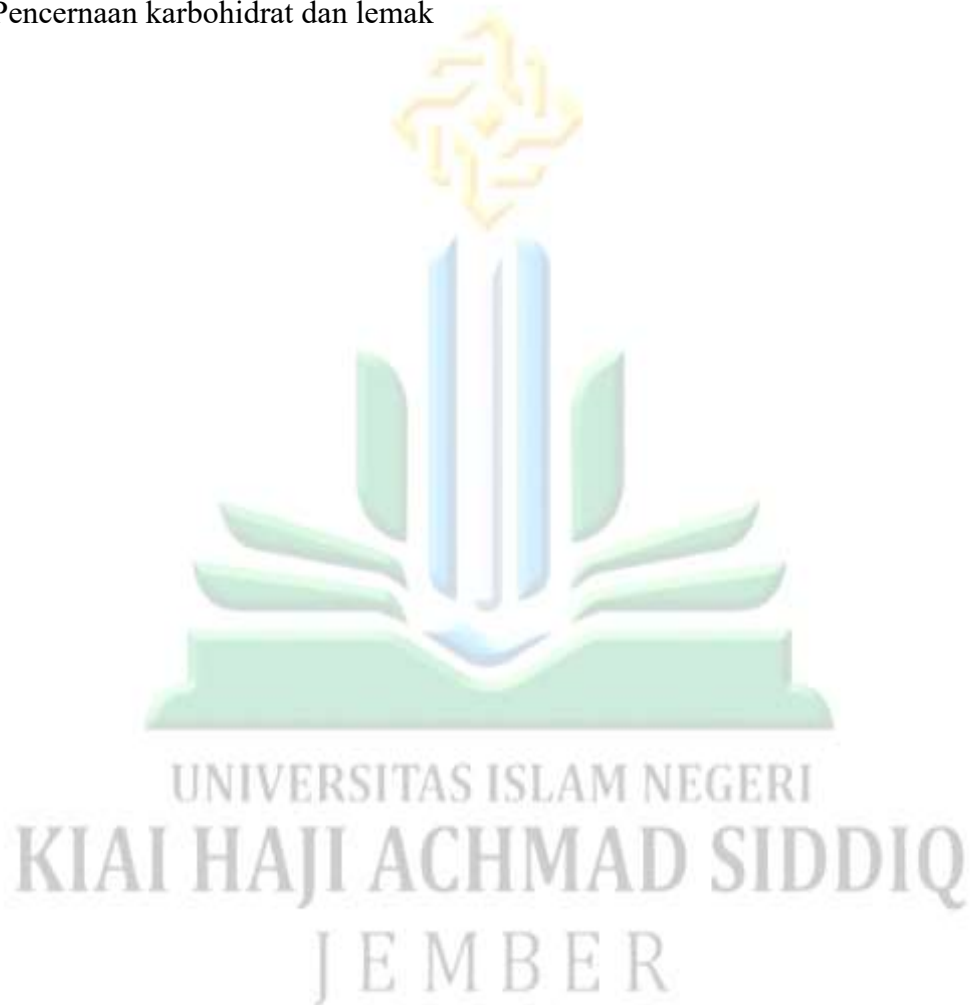 Pencernaan karbohidrat dan lemak
UNIVERSITAS ISLAM NEGERI
KIAI HAJI ACHMAD SIDDIQ
JEMBER